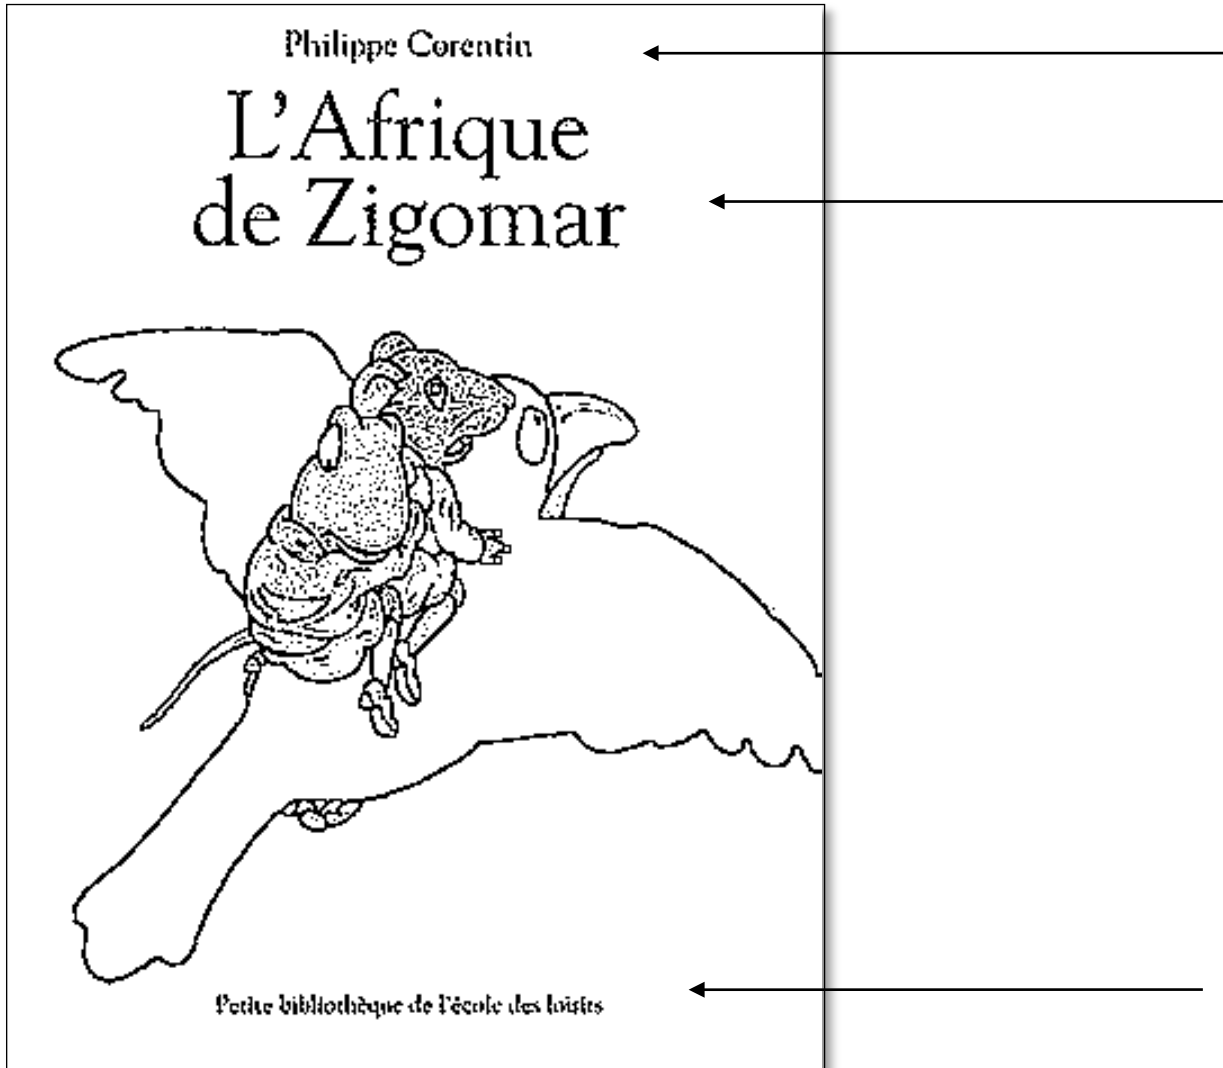 Philippe Corentin
L'Afrique
de Zigomar
Petite bibliothèque de l'école des loisirs